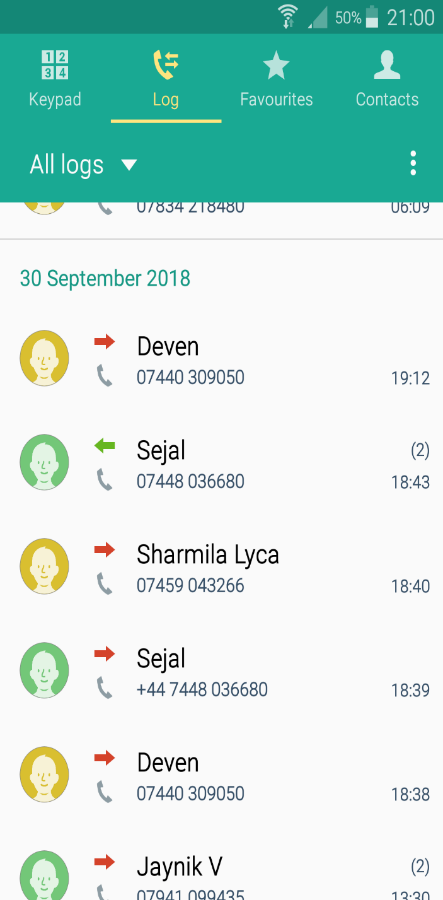 50% 21:00
1 2
3 4
Keypad Log Favourites Contacts
All logs
07834 218480 06:09
30 September 2018
Deven
07440 309050 19:12
Sejal (2)
07448 036680 18:43
Sharmila Lyca
07459 043266 18:40
Sejal
+44 7448 036680 18:39
Deven
07440 309050 18:38
Jaynik V (2)
07941 099435 13:30